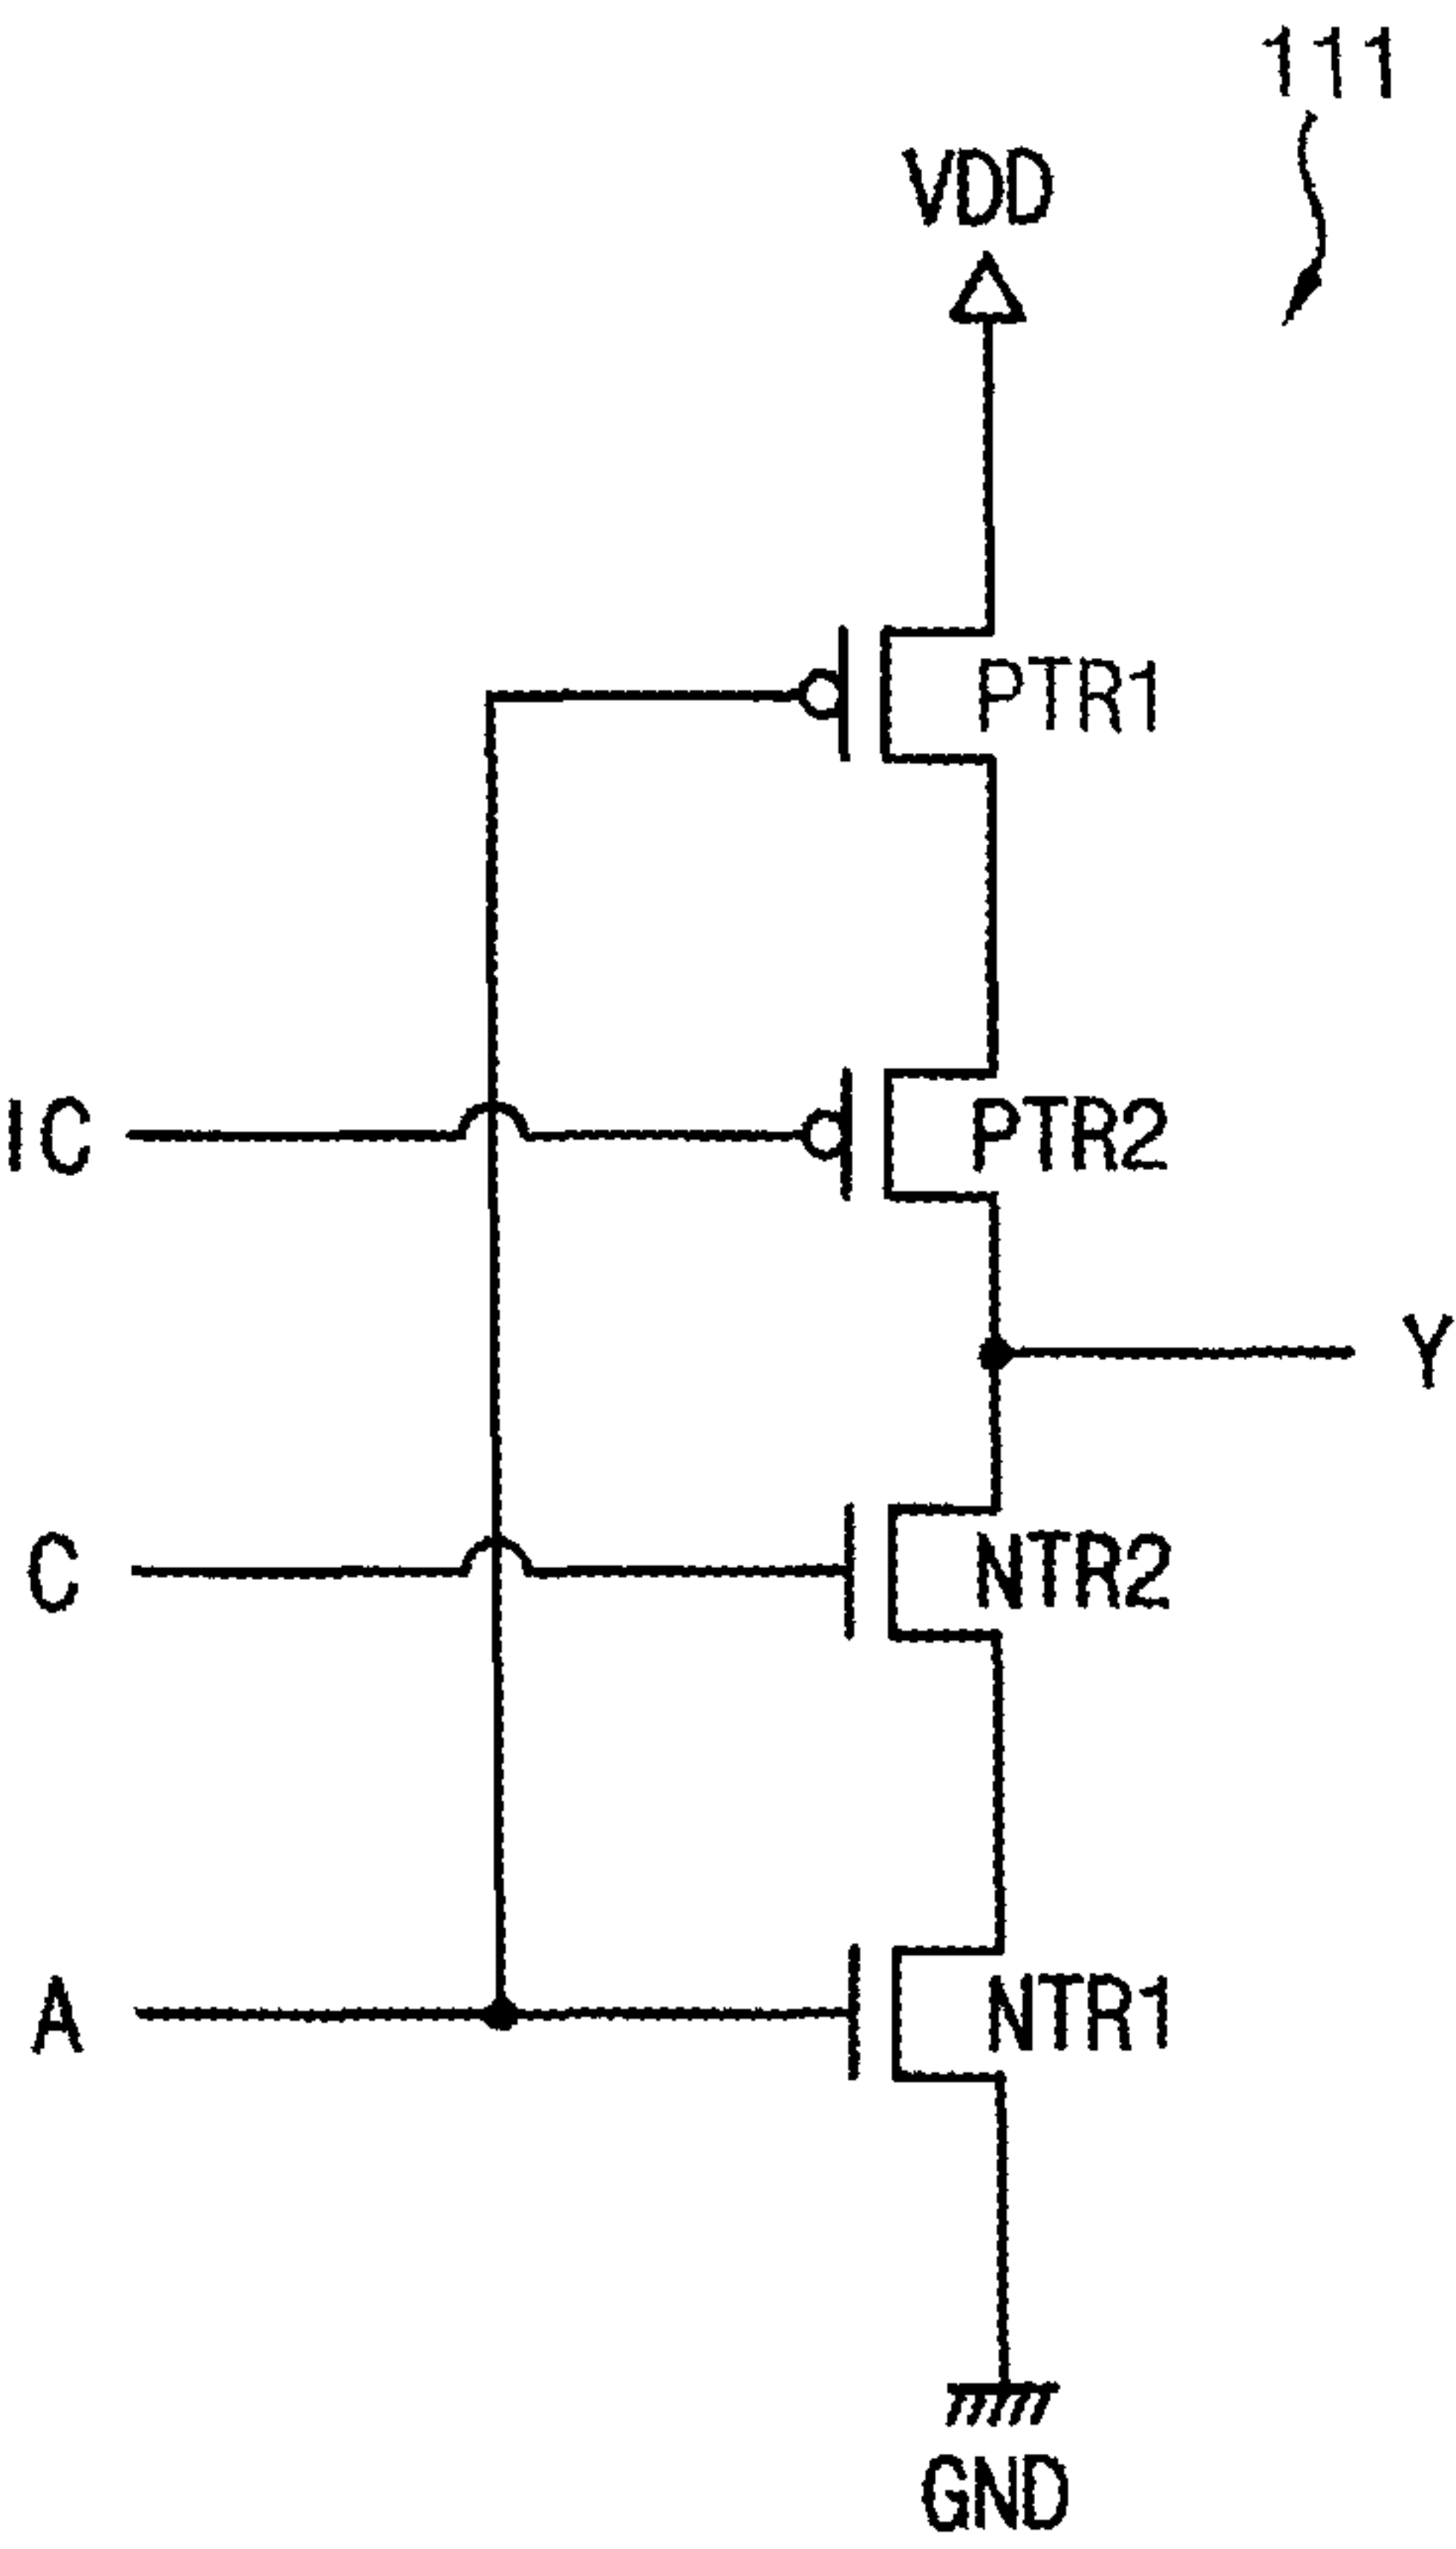 111
VDD
PTR1
IC
PTR2
Y
C
NTR2
A
NTR1
GND